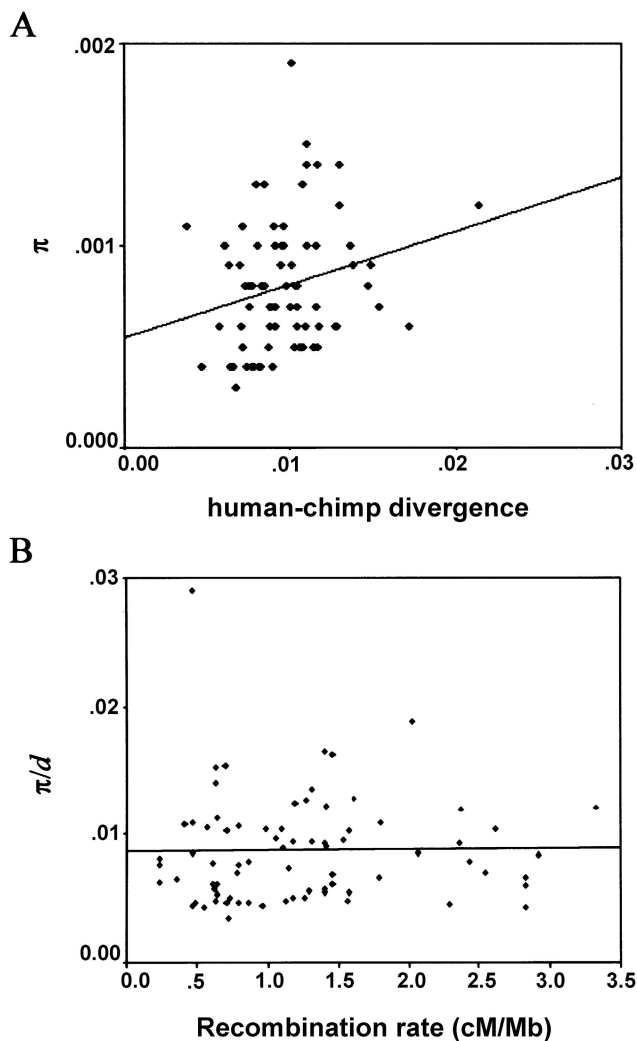 A
.002
.001
0.000
π
0.00 .01 .02 .03
human-chimp divergence
B
.03
.02
.01
0.00
π/d
0.0 .5 1.0 1.5 2.0 2.5 3.0 3.5
Recombination rate (cM/Mb)